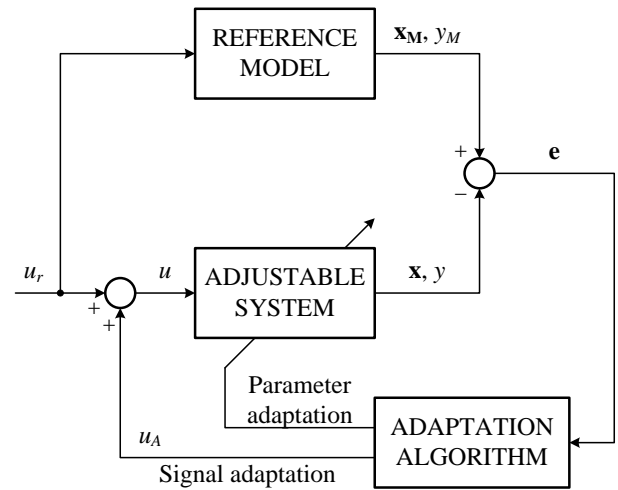 REFERENCE
MODEL
x_M, y_M
+
e
−
u_r
+
+
u
ADJUSTABLE
SYSTEM
x, y
Parameter
adaptation
u_A
Signal adaptation
ADAPTATION
ALGORITHM